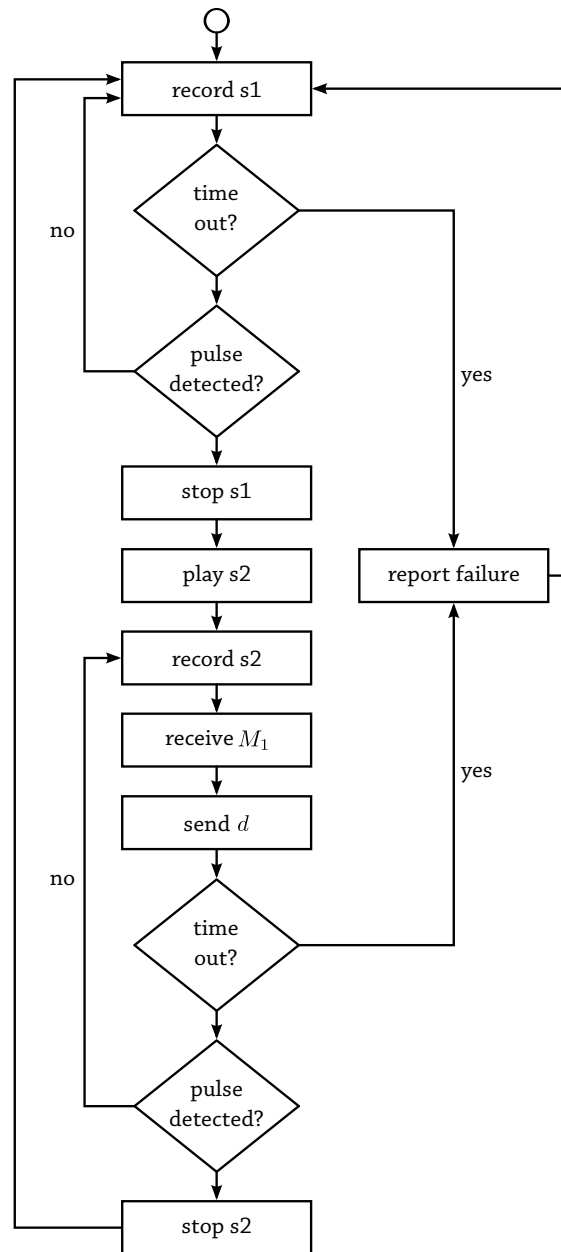 record s1
time
out?
no
pulse
detected?
yes
stop s1
play s2
report failure
record s2
receive M₁
yes
send d
no
time
out?
pulse
detected?
stop s2